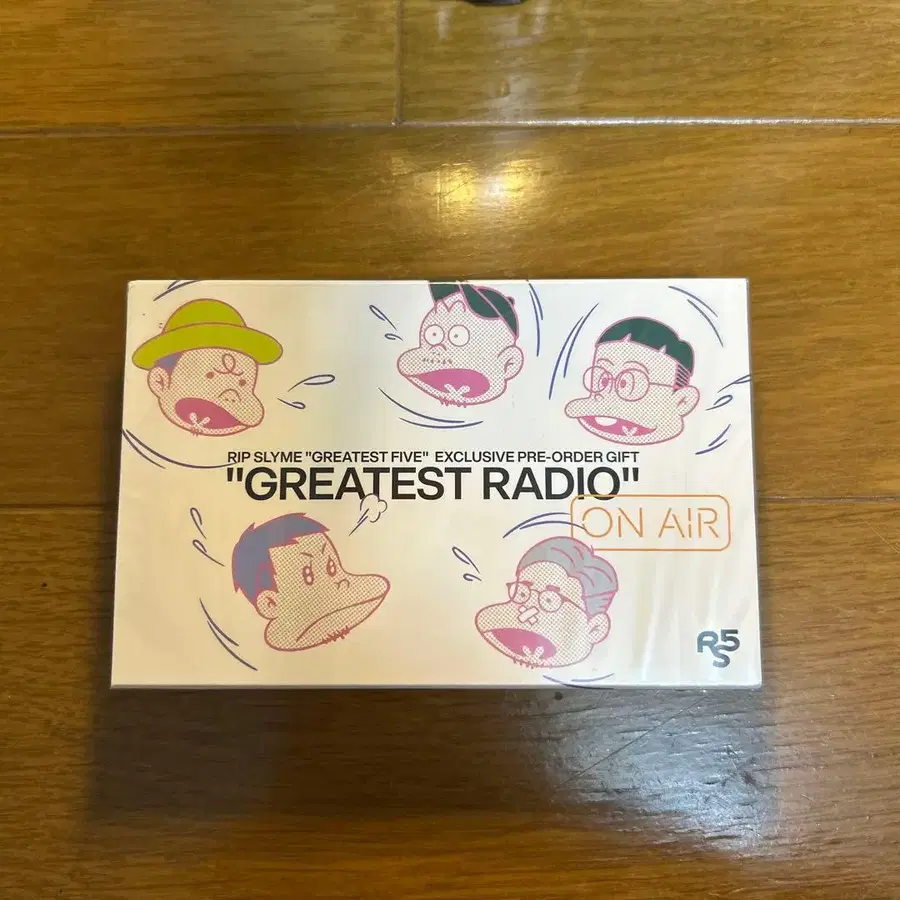 RIP SLYME "GREATEST FIVE" EXCLUSIVE PRE-ORDER GIFT
"GREATEST RADIO"
ON AIR
RS5